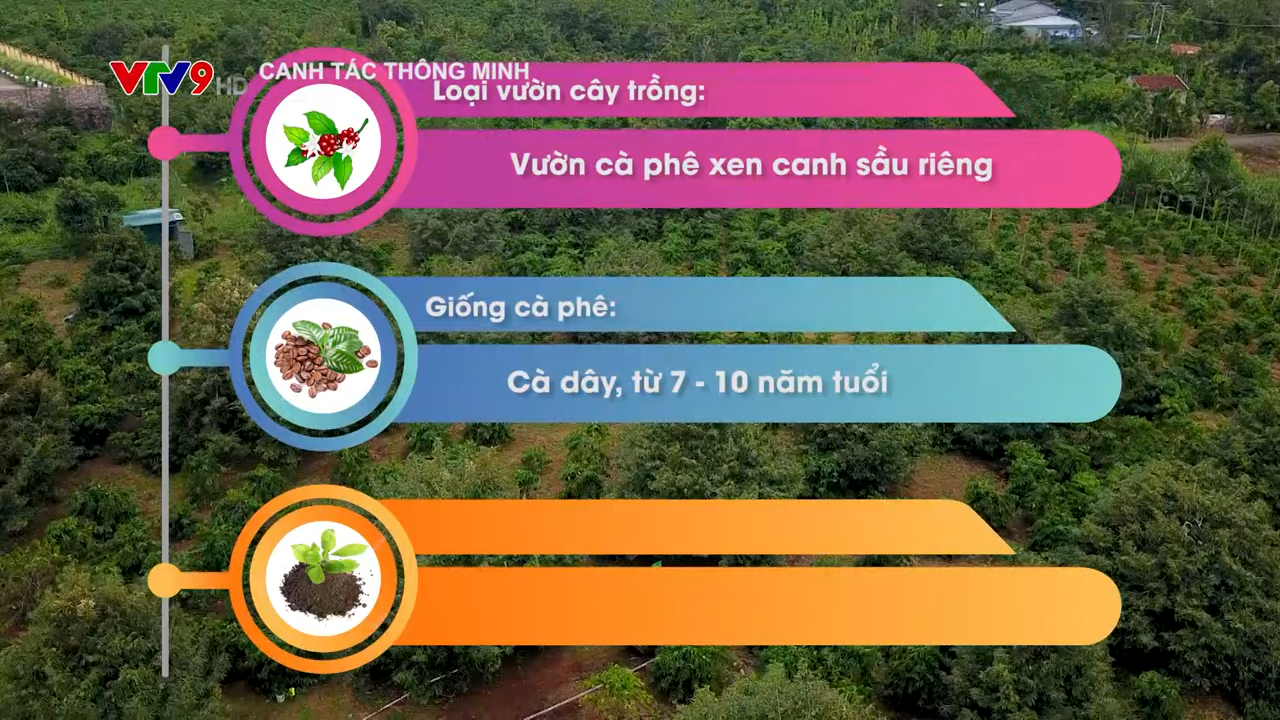 VTV9 HD
CANH TÁC THÔNG MINH
Loại vườn cây trồng:
Vườn cà phê xen canh sầu riêng
Giống cà phê:
Cà dây, từ 7 - 10 năm tuổi